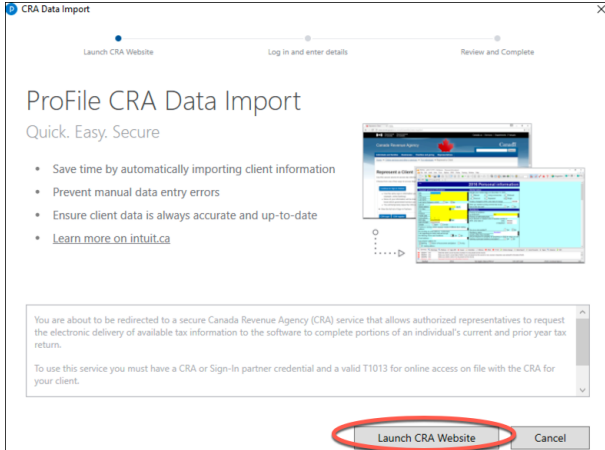 CRA Data Import
Launch CRA Website
Log in and enter details
Review and Complete
ProFile CRA Data Import
Quick. Easy. Secure
Save time by automatically importing client information
Prevent manual data entry errors
Ensure client data is always accurate and up-to-date
Learn more on intuit.ca
Canada Revenue Agency
Represent a Client
2016 Personal information
You are about to be redirected to a secure Canada Revenue Agency (CRA) service that allows authorized representatives to request
the electronic delivery of available tax information to the software to complete portions of an individual's current and prior year tax
return.
To use this service you must have a CRA or Sign-In partner credential and a valid T1013 for online access on file with the CRA for
your client.
Launch CRA Website
Cancel